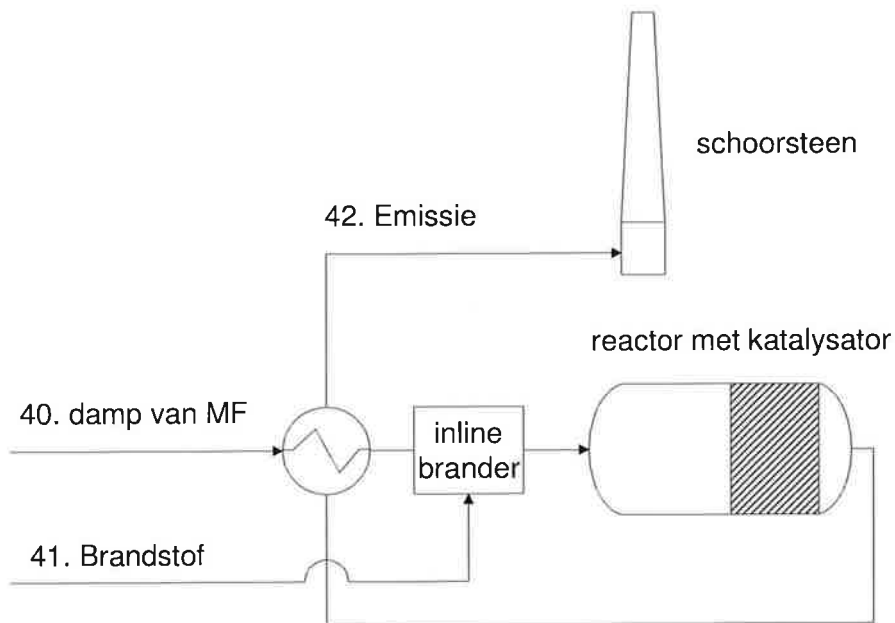 schoorsteen
42. Emissie
reactor met katalysator
40. damp van MF
inline
brander
41. Brandstof